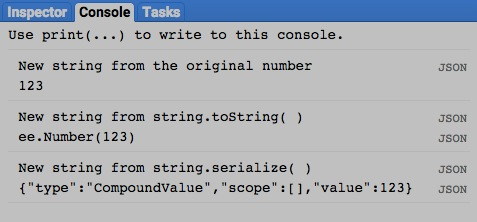 Inspector Console Tasks
Use print(...) to write to this console.
New string from the original number JSON
123
New string from string.toString( ) JSON
ee.Number(123) JSON
New string from string.serialize( ) JSON
{"type":"CompoundValue","scope":[],"value":123} JSON